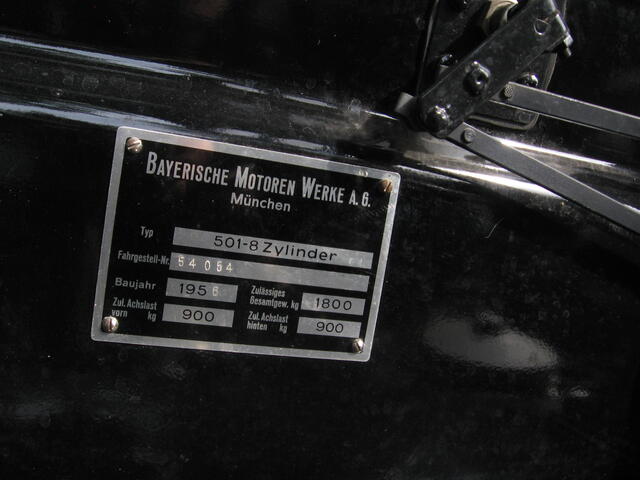 BAYERISCHE MOTOREN WERKE A.G.
München
Typ 501-8 Zylinder
Fahrgestell-Nr. 54054
Baujahr 1956 Zulässiges Gesamtgew. kg 1800
Zul. Achslast vorn kg 900 Zul. Achslast hinten kg 900